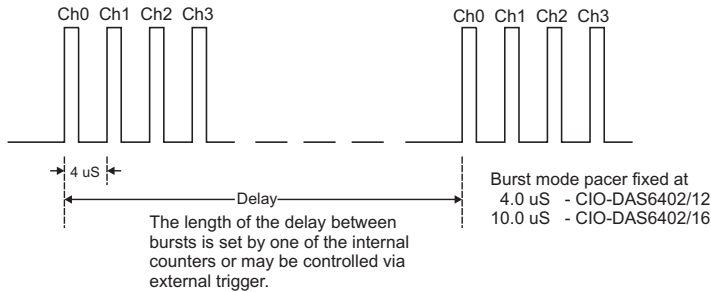 Ch0 Ch1 Ch2 Ch3
Ch0 Ch1 Ch2 Ch3
4 uS
Delay
The length of the delay between
bursts is set by one of the internal
counters or may be controlled via
external trigger.
Burst mode pacer fixed at
4.0 uS - CIO-DAS6402/12
10.0 uS - CIO-DAS6402/16